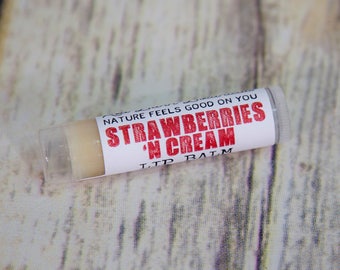 NATURE FEELS GOOD ON YOU
STRAWBERRIES
'N CREAM
LIP BALM